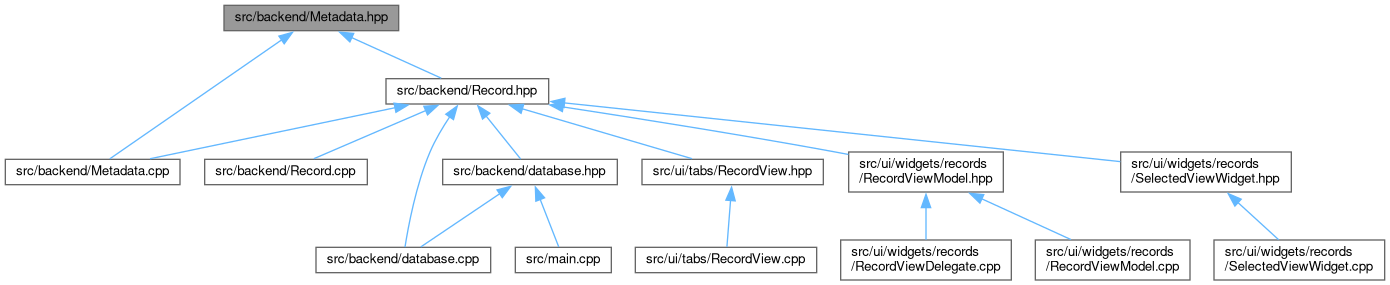 src/backend/Metadata.hpp
src/backend/Record.hpp
src/backend/Metadata.cpp
src/backend/Record.cpp
src/backend/database.hpp
src/ui/tabs/RecordView.hpp
src/ui/widgets/records
/RecordViewModel.hpp
src/ui/widgets/records
/SelectedViewWidget.hpp
src/backend/database.cpp
src/main.cpp
src/ui/tabs/RecordView.cpp
src/ui/widgets/records
/RecordViewDelegate.cpp
src/ui/widgets/records
/RecordViewModel.cpp
src/ui/widgets/records
/SelectedViewWidget.cpp